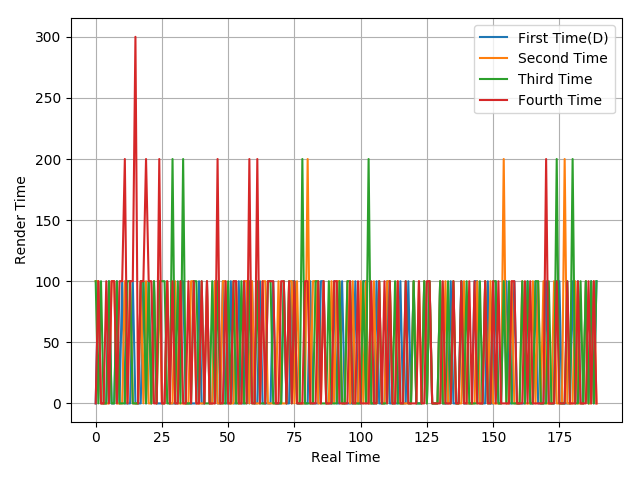 First Time(D)
Second Time
Third Time
Fourth Time
300
250
200
150
100
50
0
Render Time
0 25 50 75 100 125 150 175
Real Time